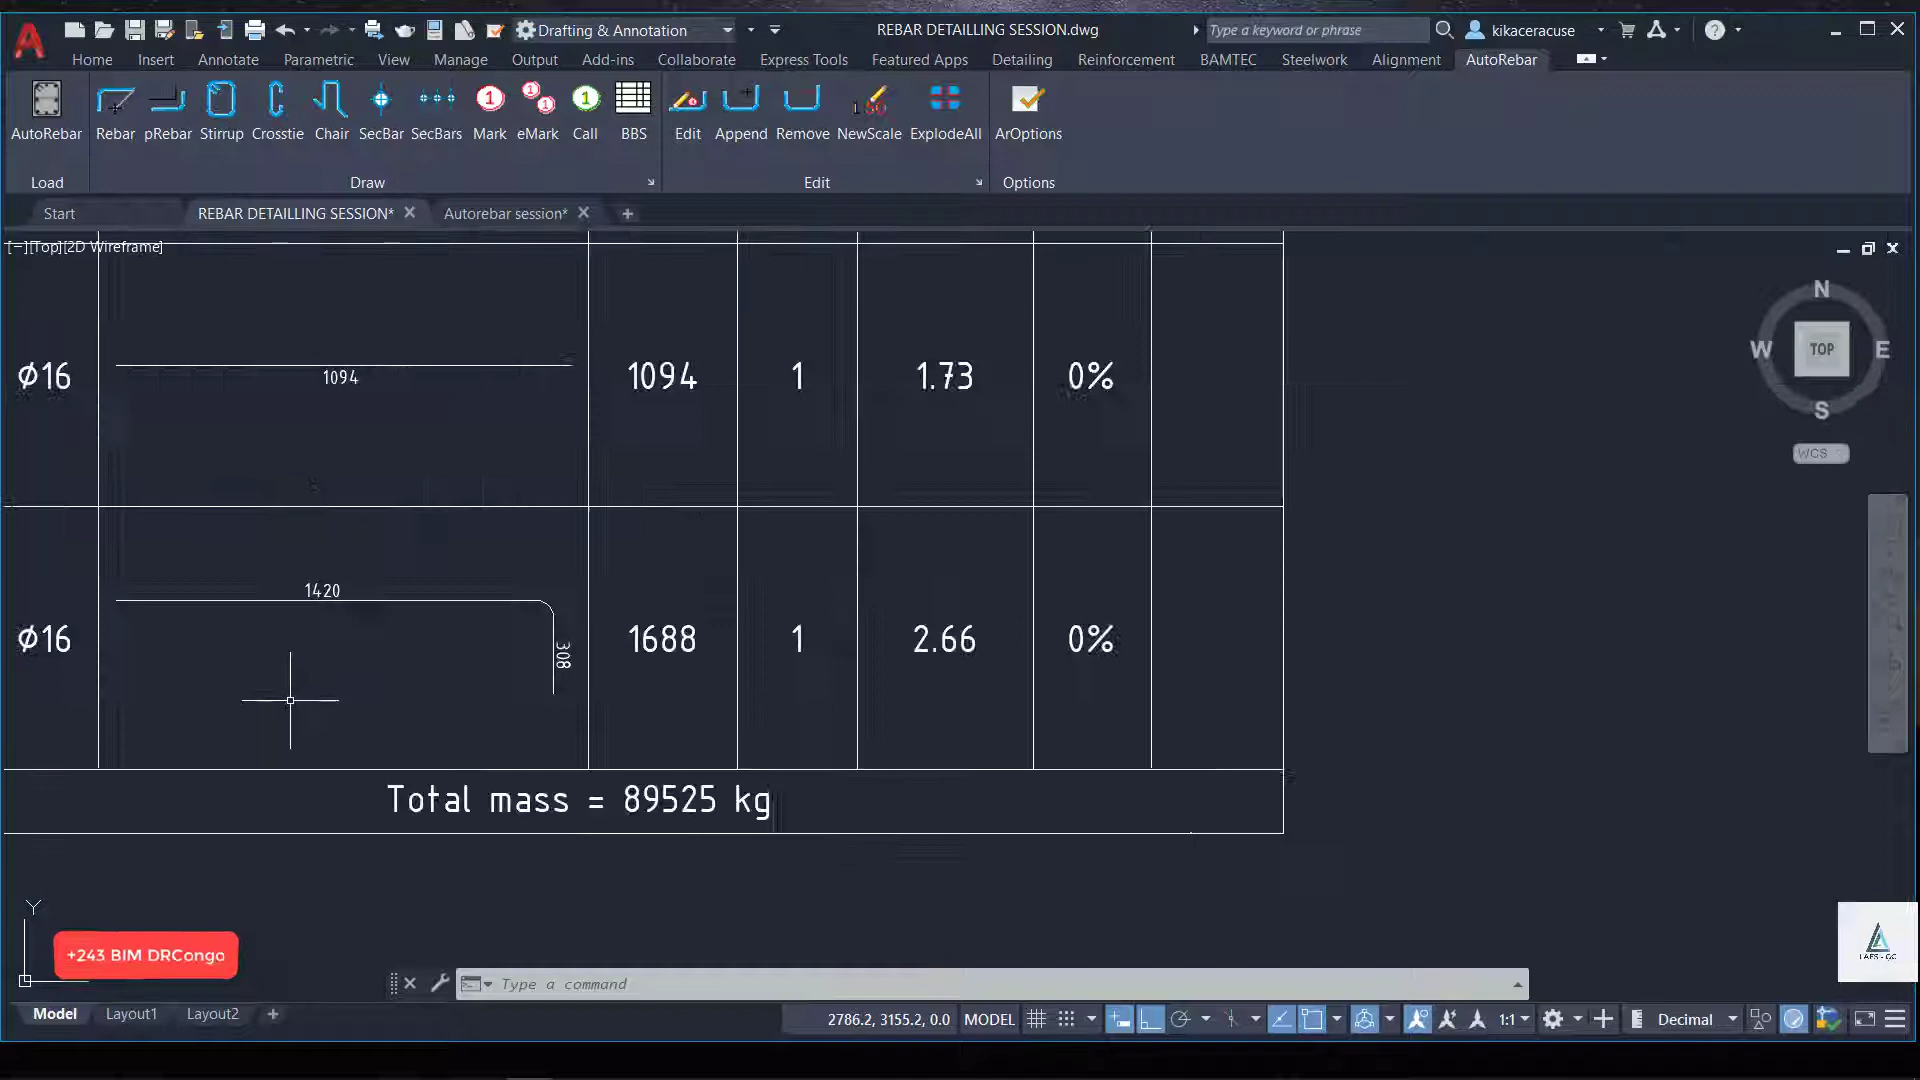 Drafting & Annotation
REBAR DETAILLING SESSION.dwg
Type a keyword or phrase
kikaceracuse
Home Insert Annotate Parametric View Manage Output Add-ins Collaborate Express Tools Featured Apps Detailing Reinforcement BAMTEC Steelwork Alignment AutoRebar
AutoRebar Rebar pRebar Stirrup Crosstie Chair SecBar SecBars Mark eMark Call BBS Edit Append Remove NewScale ExplodeAll ArOptions
Load Draw Edit Options
Start REBAR DETAILLING SESSION* Autorebar session*
[−][Top][2D Wireframe]
N
W TOP E
S
WCS
Ø16 1094 1094 1 1.73 0%
1420
Ø16 308 1688 1 2.66 0%
Total mass = 89525 kg
Y
+243 BIM DRCongo
LAES - GC
Type a command
Model Layout1 Layout2
2786.2, 3155.2, 0.0 MODEL 1:1 Decimal